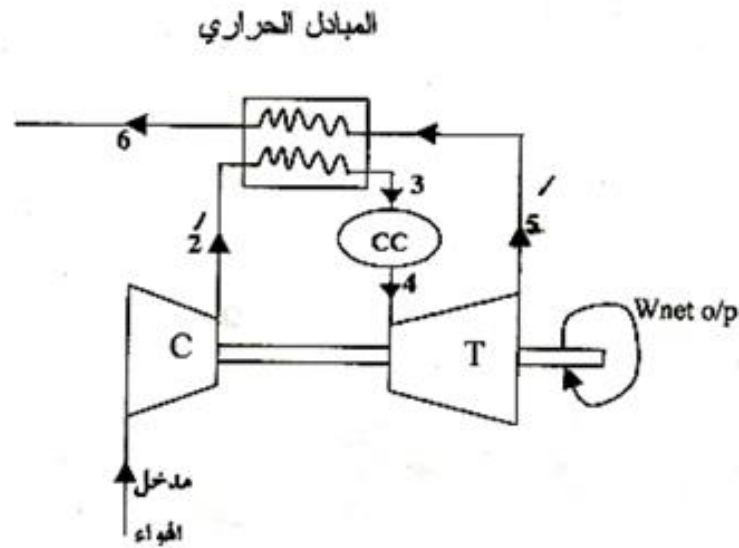 المبادل الحراري
6
3
2′
CC
5′
4
Wnet o/p
C
T
مدخل
الهواء